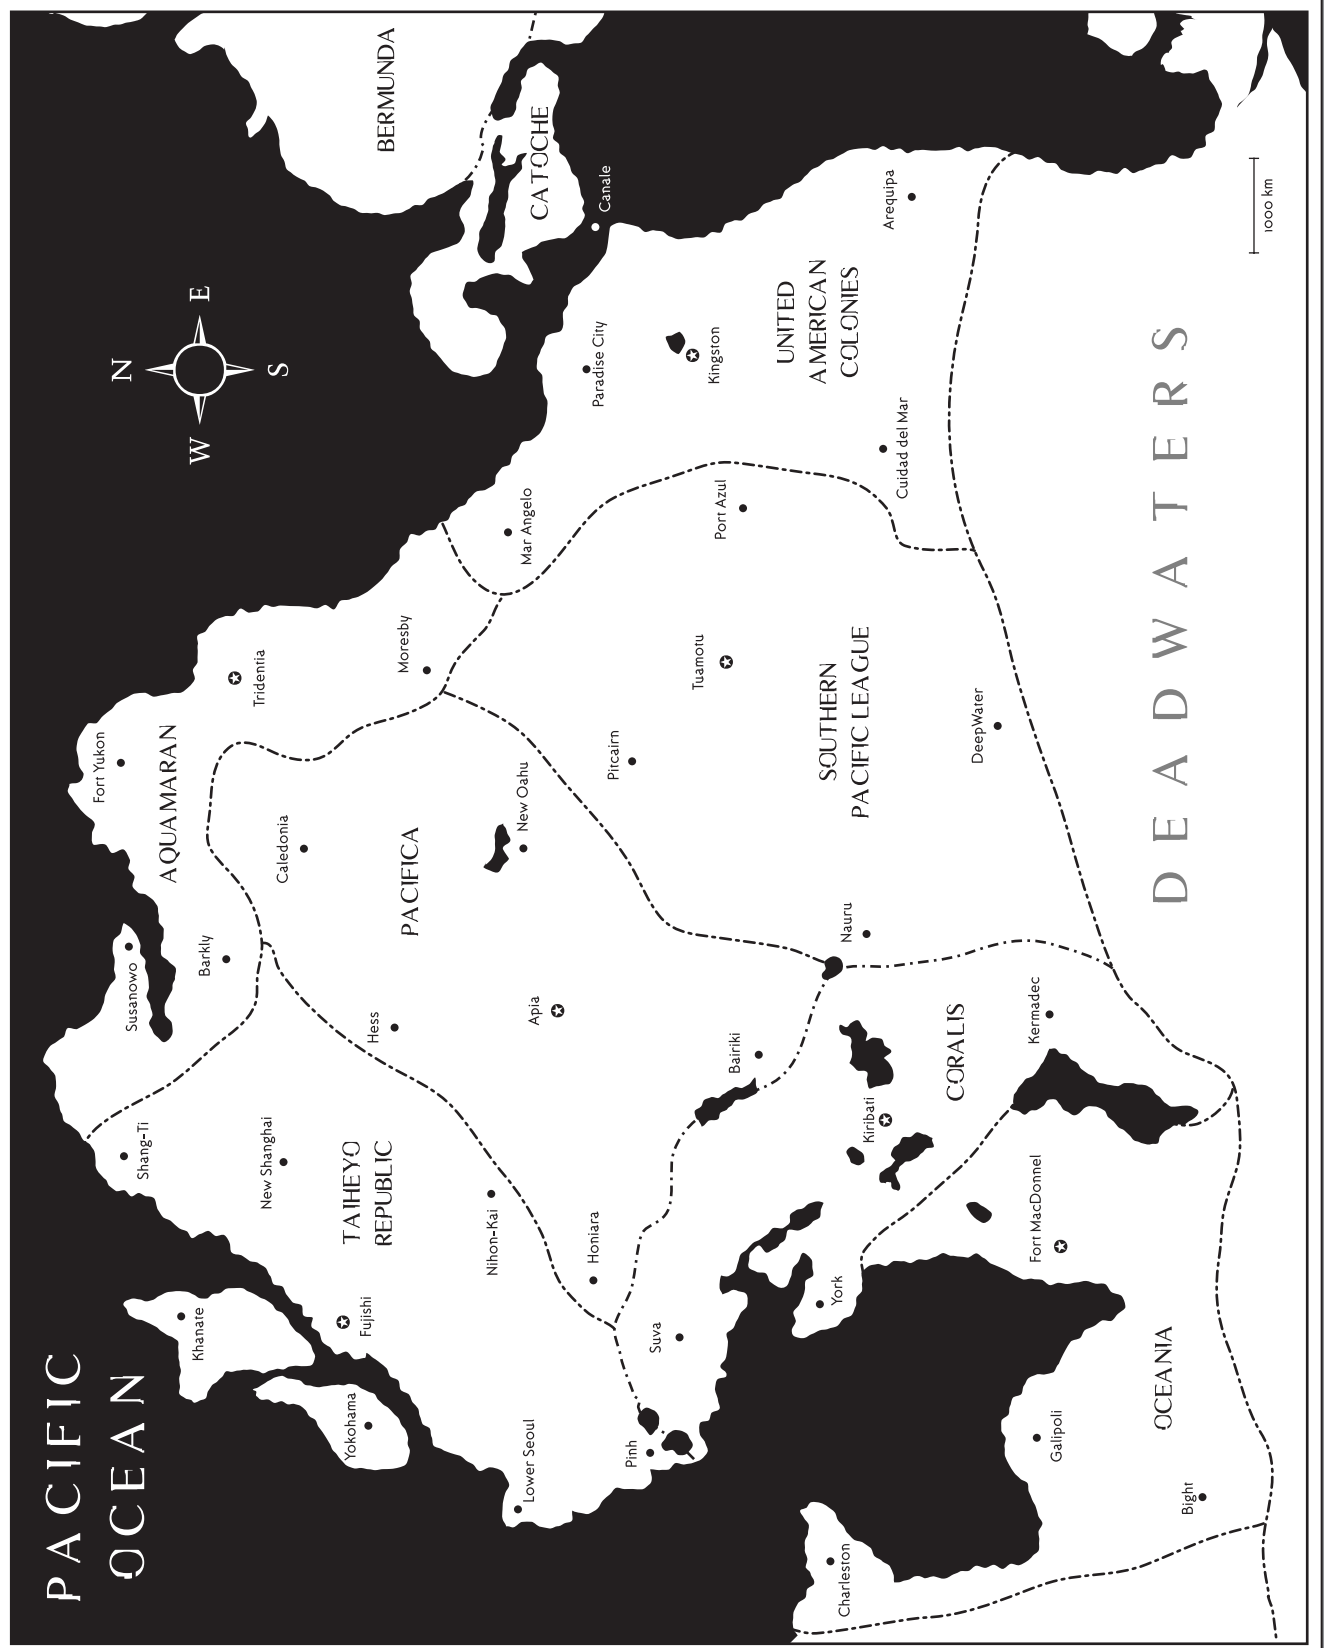 PACIFIC
OCEAN
N
W
E
S
BERMUNDA
CATOCHE
Canale
Fort Yukon
AQUAMARAN
Tridentia
Susanowo
Barkly
Moresby
Shang-Ti
New Shanghai
TAIHEYO
REPUBLIC
Khanate
Fujishi
Yokohama
Lower Seoul
Nihon-Kai
Caledonia
PACIFICA
New Oahu
Hess
Apia
Honiara
Bairiki
Mar Angelo
Paradise City
Kingston
UNITED
AMERICAN
COLONIES
Arequipa
Cuidad del Mar
Port Azul
Tuamotu
Pitcairn
SOUTHERN
PACIFIC LEAGUE
DeepWater
Nauru
Kiribati
CORALIS
Kermadec
Suva
Pinh
York
Fort MacDonnel
OCEANIA
Galipoli
Bight
Charleston
DEADWATERS
1000 km